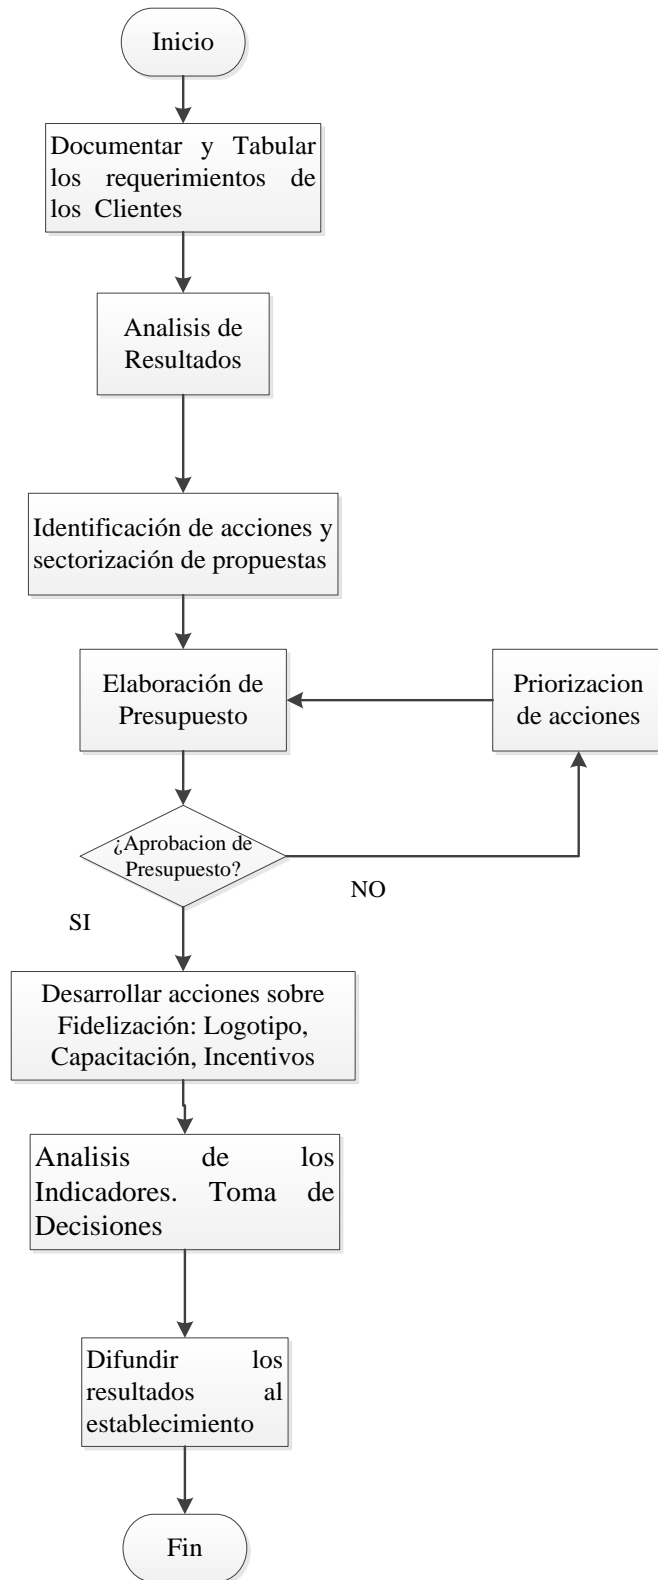 Inicio
Documentar y Tabular
los requerimientos de
los Clientes
Analisis de
Resultados
Identificación de acciones y
sectorización de propuestas
Elaboración de
Presupuesto
Priorizacion
de acciones
¿Aprobacion de
Presupuesto?
NO
SI
Desarrollar acciones sobre
Fidelización: Logotipo,
Capacitación, Incentivos
Analisis de los
Indicadores. Toma de
Decisiones
Difundir los
resultados al
establecimiento
Fin